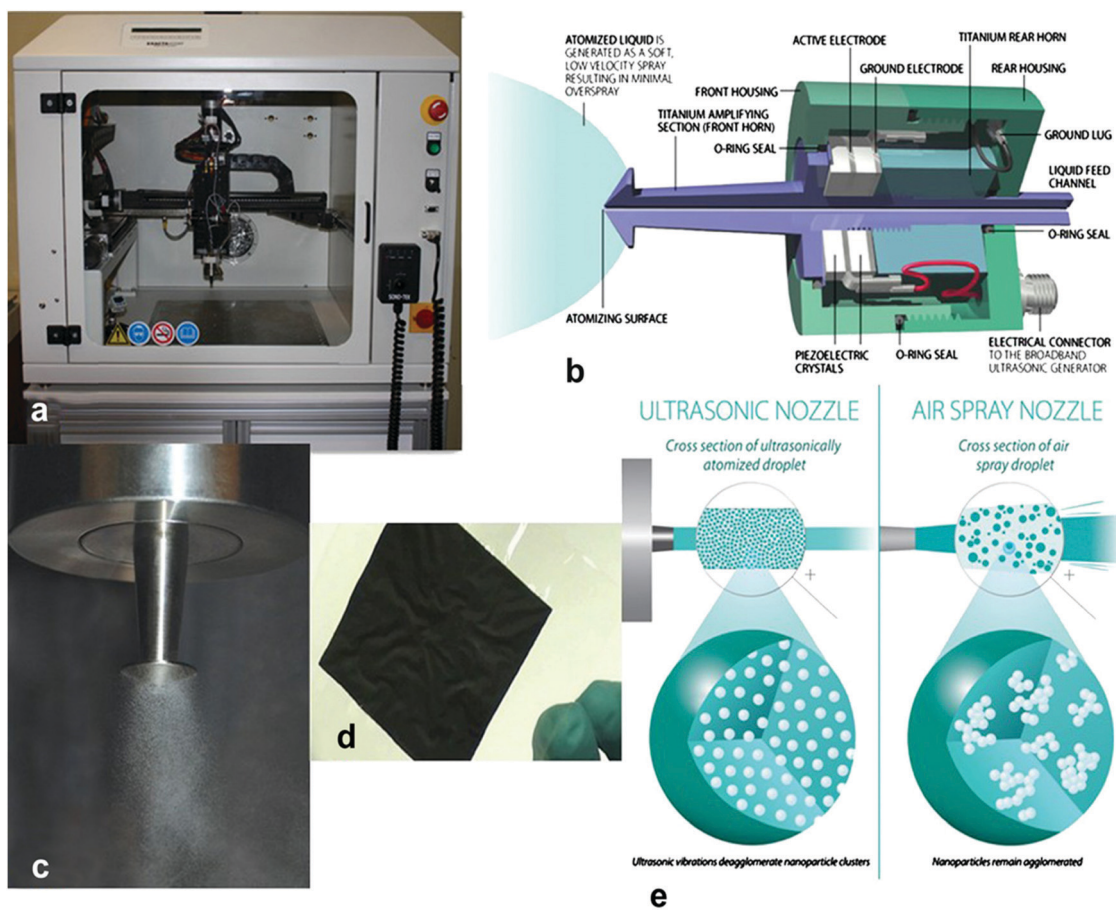 EXACTACOAT
SONO-TEK
a
ATOMIZED LIQUID IS
GENERATED AS A SOFT,
LOW VELOCITY SPRAY
RESULTING IN MINIMAL
OVERSPRAY
ACTIVE ELECTRODE
GROUND ELECTRODE
TITANIUM REAR HORN
REAR HOUSING
FRONT HOUSING
TITANIUM AMPLIFYING
SECTION (FRONT HORN)
O-RING SEAL
GROUND LUG
LIQUID FEED
CHANNEL
O-RING SEAL
ATOMIZING SURFACE
PIEZOELECTRIC
CRYSTALS
O-RING SEAL
ELECTRICAL CONNECTOR
TO THE BROADBAND
ULTRASONIC GENERATOR
b
c
d
ULTRASONIC NOZZLE
Cross section of ultrasonically
atomized droplet
Ultrasonic vibrations deagglomerate nanoparticle clusters
AIR SPRAY NOZZLE
Cross section of air
spray droplet
Nanoparticles remain agglomerated
e